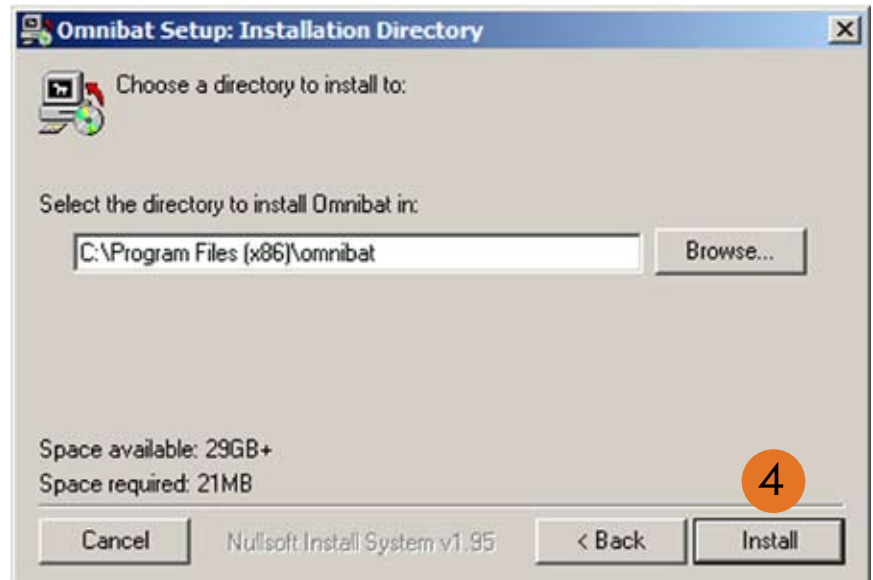 Omnibat Setup: Installation Directory
Choose a directory to install to:
Select the directory to install Omnibat in:
C:\Program Files (x86)\omnibat
Browse...
Space available: 29GB+
Space required: 21MB
4
Cancel
Nullsoft Install System v1.95
< Back
Install